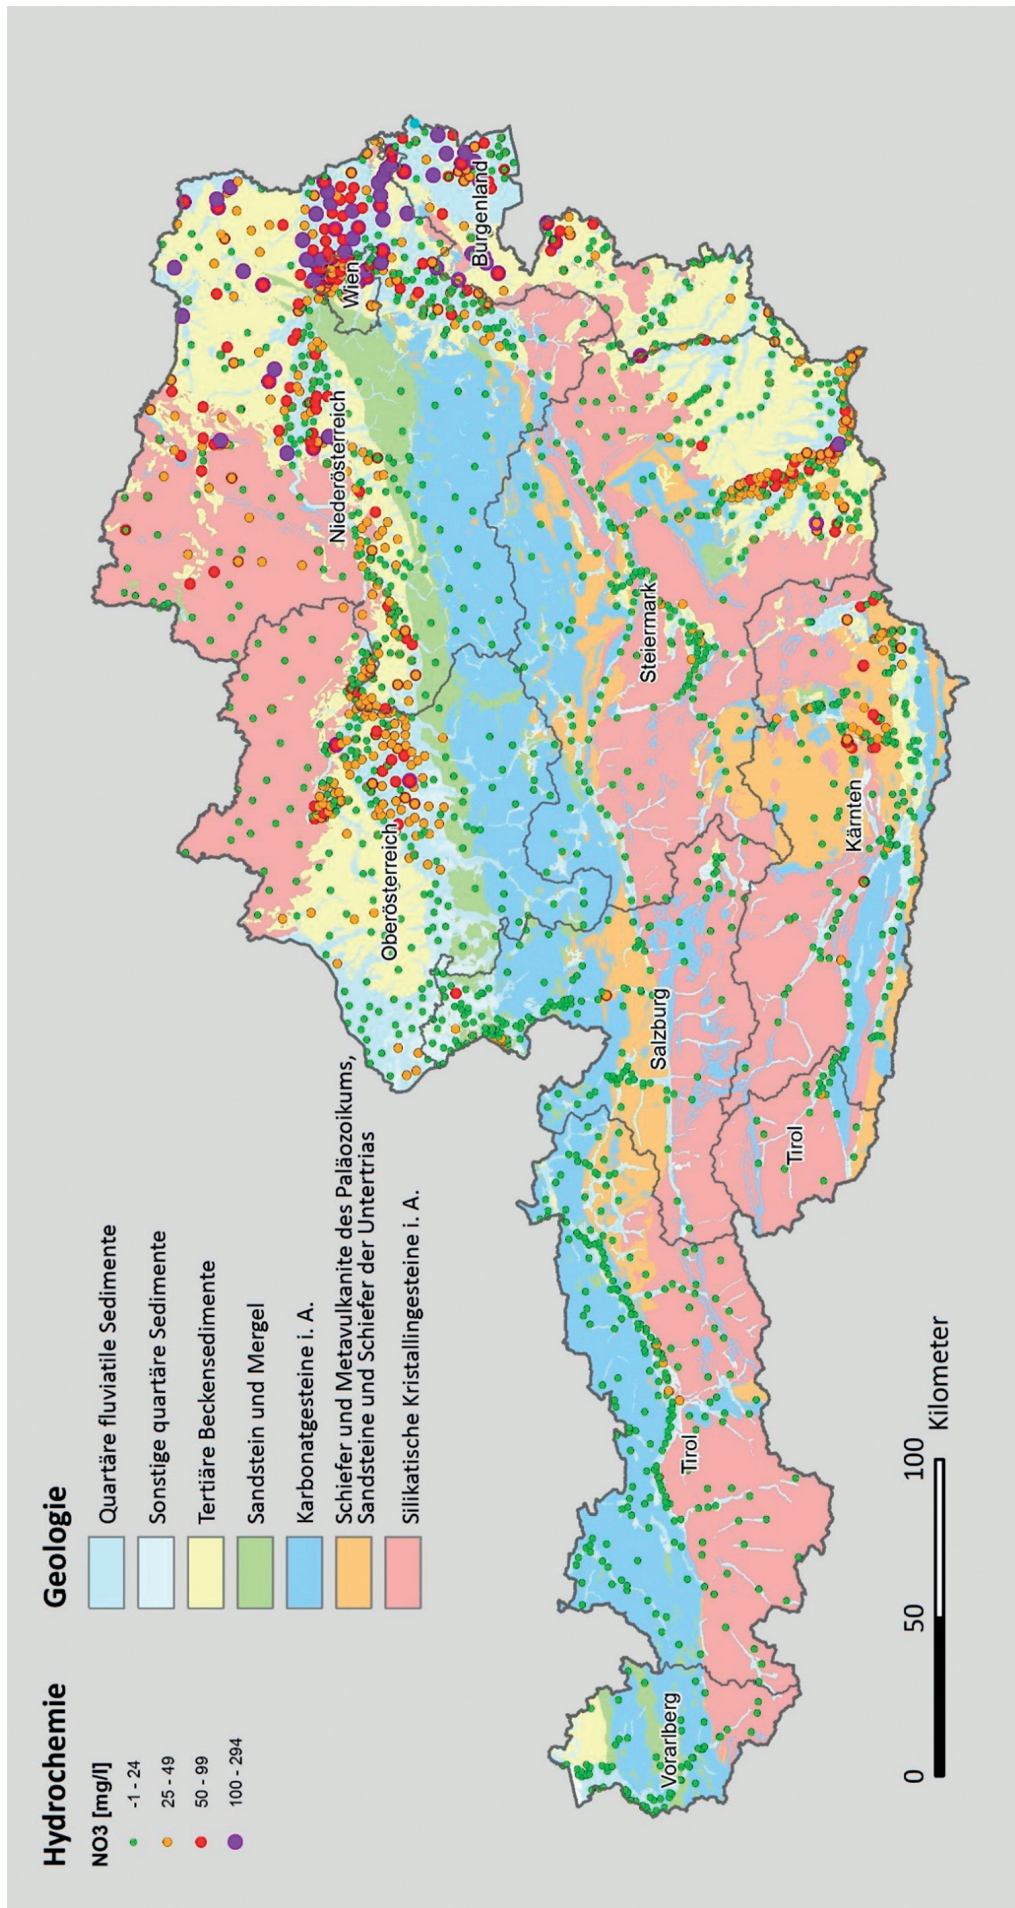 Hydrochemie
NO3 [mg/l]
-1 - 24
25 - 49
50 - 99
100 - 294
Geologie
Quartäre fluviatile Sedimente
Sonstige quartäre Sedimente
Tertiäre Beckensedimente
Sandstein und Mergel
Karbonatgesteine i. A.
Schiefer und Metavulkanite des Paläozoikums,
Sandsteine und Schiefer der Untertrias
Silikatische Kristallingesteine i. A.
Wien
Niederösterreich
Burgenland
Oberösterreich
Steiermark
Salzburg
Kärnten
Tirol
Tirol
Vorarlberg
0
50
100
Kilometer